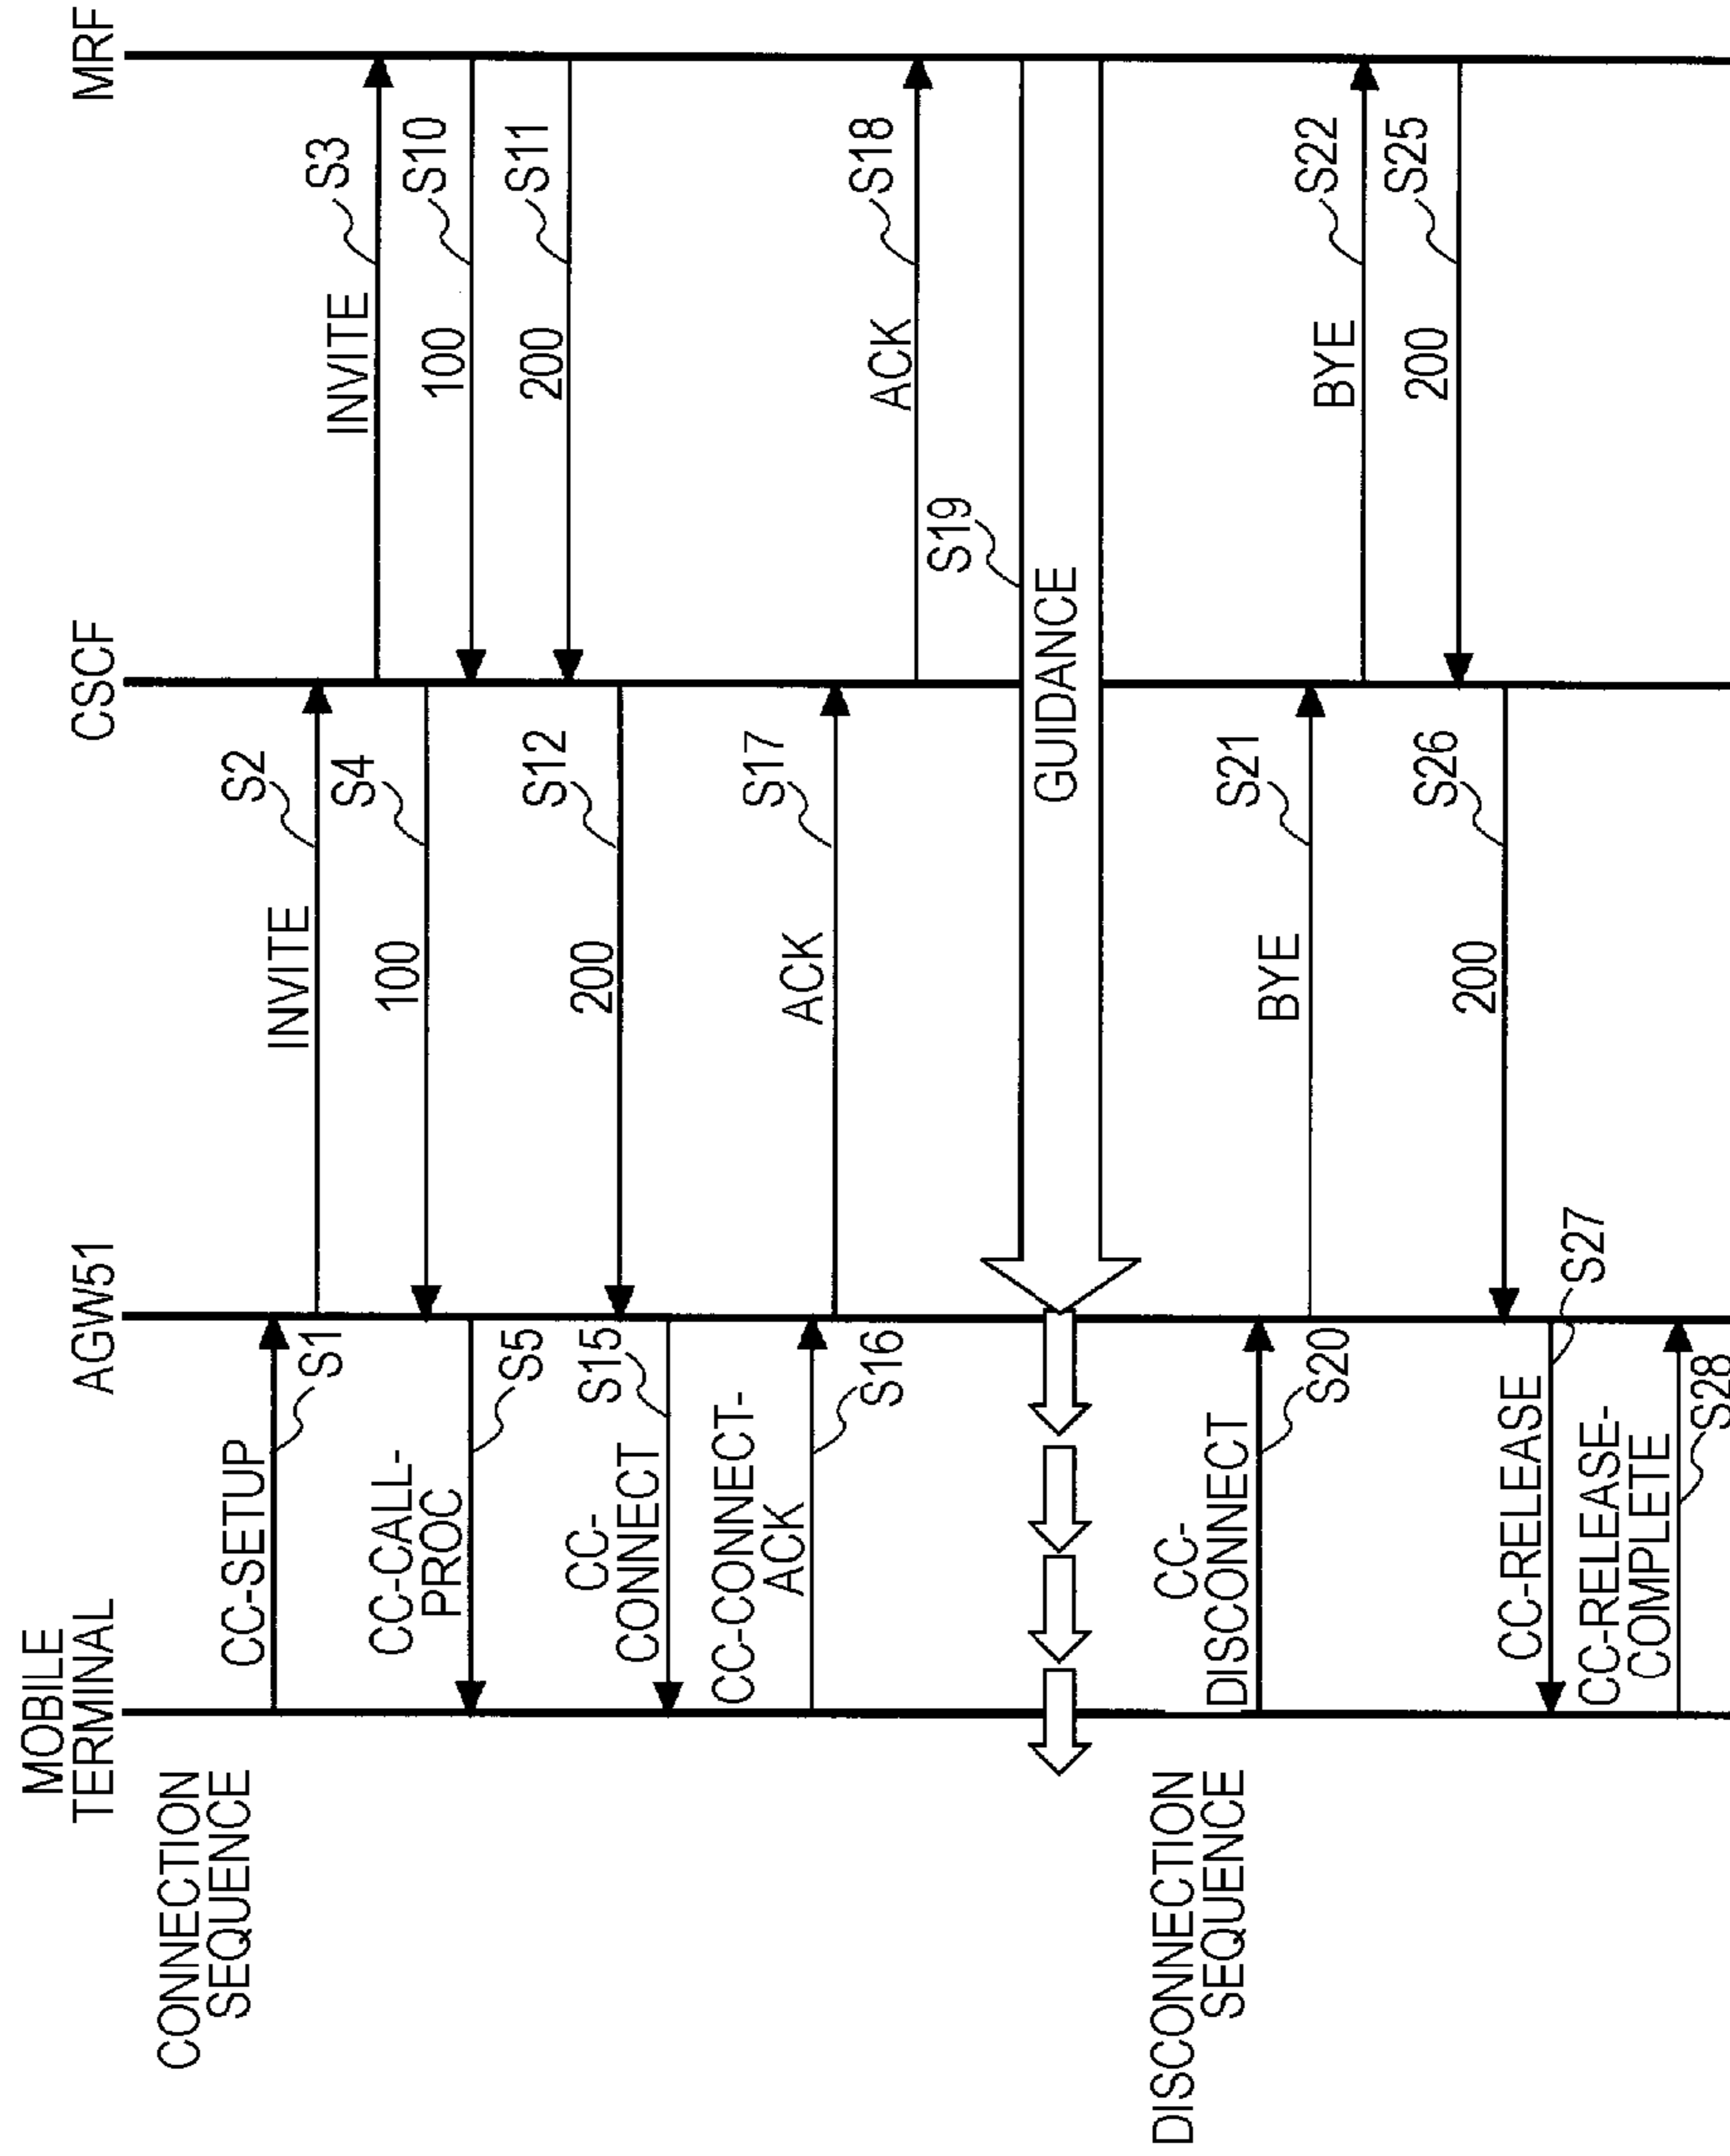 MOBILE
TERMINAL
AGW51
CSCF
MRF
CONNECTION
SEQUENCE
CC-SETUP
S1
INVITE
S2
INVITE
S3
100
S4
CC-CALL-
PROC
S5
100
S10
200
S11
200
S12
CC-
CONNECT
S15
CC-CONNECT-
ACK
S16
ACK
S17
ACK
S18
GUIDANCE
S19
DISCONNECTION
SEQUENCE
CC-
DISCONNECT
S20
BYE
S21
BYE
S22
200
S25
200
S26
CC-RELEASE
S27
CC-RELEASE-
COMPLETE
S28